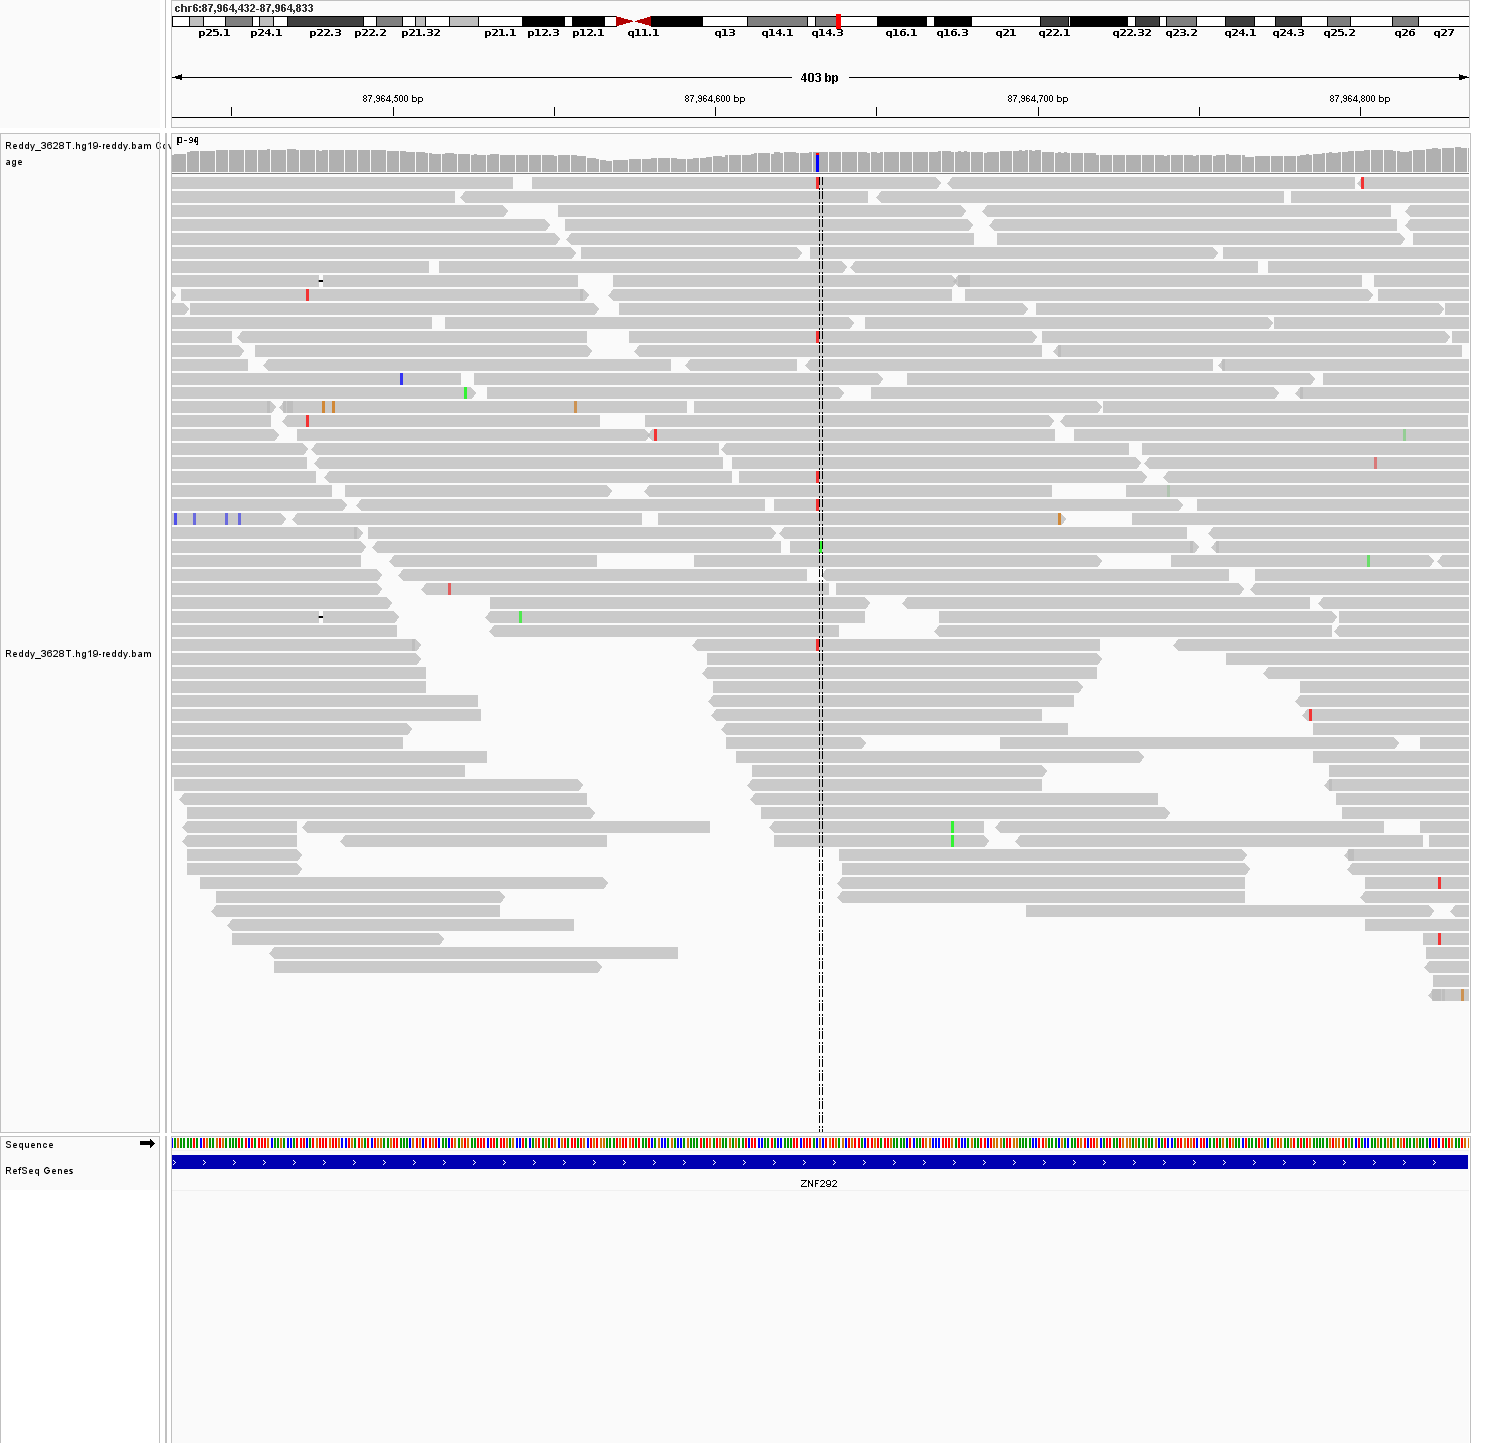 chr6:87,964,432-87,964,833
p25.1 p24.1 p22.3 p22.2 p21.32 p21.1 p12.3 p12.1 q11.1 q13 q14.1 q14.3 q16.1 q16.3 q21 q22.1 q22.32 q23.2 q24.1 q24.3 q25.2 q26 q27
403 bp
87,964,500 bp 87,964,600 bp 87,964,700 bp 87,964,800 bp
[0-94]
Reddy_3628T.hg19-reddy.bam Cov
age
Reddy_3628T.hg19-reddy.bam
Sequence
RefSeq Genes
ZNF292